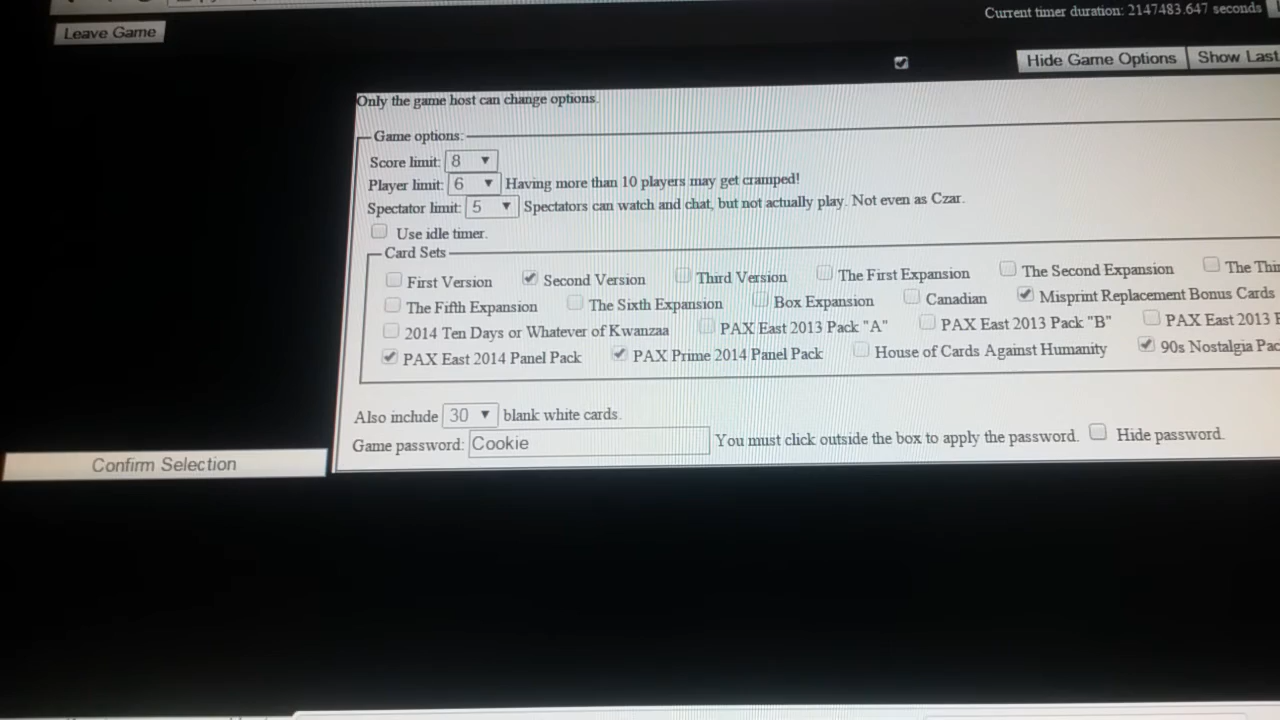 Current timer duration: 2147483.647 seconds
Leave Game
Hide Game Options Show Last
Only the game host can change options.
Game options:
Score limit: 8
Player limit: 6 Having more than 10 players may get cramped!
Spectator limit: 5 Spectators can watch and chat, but not actually play. Not even as Czar.
Use idle timer.
Card Sets
First Version Second Version Third Version The First Expansion The Second Expansion The Thir
The Fifth Expansion The Sixth Expansion Box Expansion Canadian Misprint Replacement Bonus Cards
2014 Ten Days or Whatever of Kwanzaa PAX East 2013 Pack "A" PAX East 2013 Pack "B" PAX East 2013 P
PAX East 2014 Panel Pack PAX Prime 2014 Panel Pack House of Cards Against Humanity 90s Nostalgia Pac
Also include 30 blank white cards.
Game password: Cookie You must click outside the box to apply the password. Hide password.
Confirm Selection